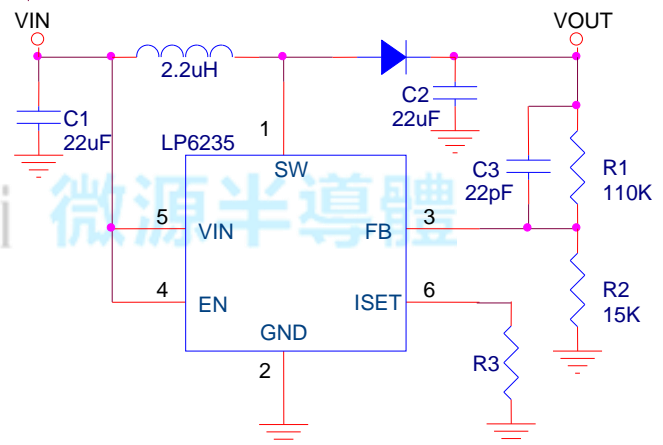 VIN
VOUT
2.2uH
C1
22uF
C2
22uF
1
LP6235
SW
C3
22pF
R1
110K
i 微源半導體
5
VIN
FB
3
4
EN
ISET
6
R2
15K
GND
2
R3